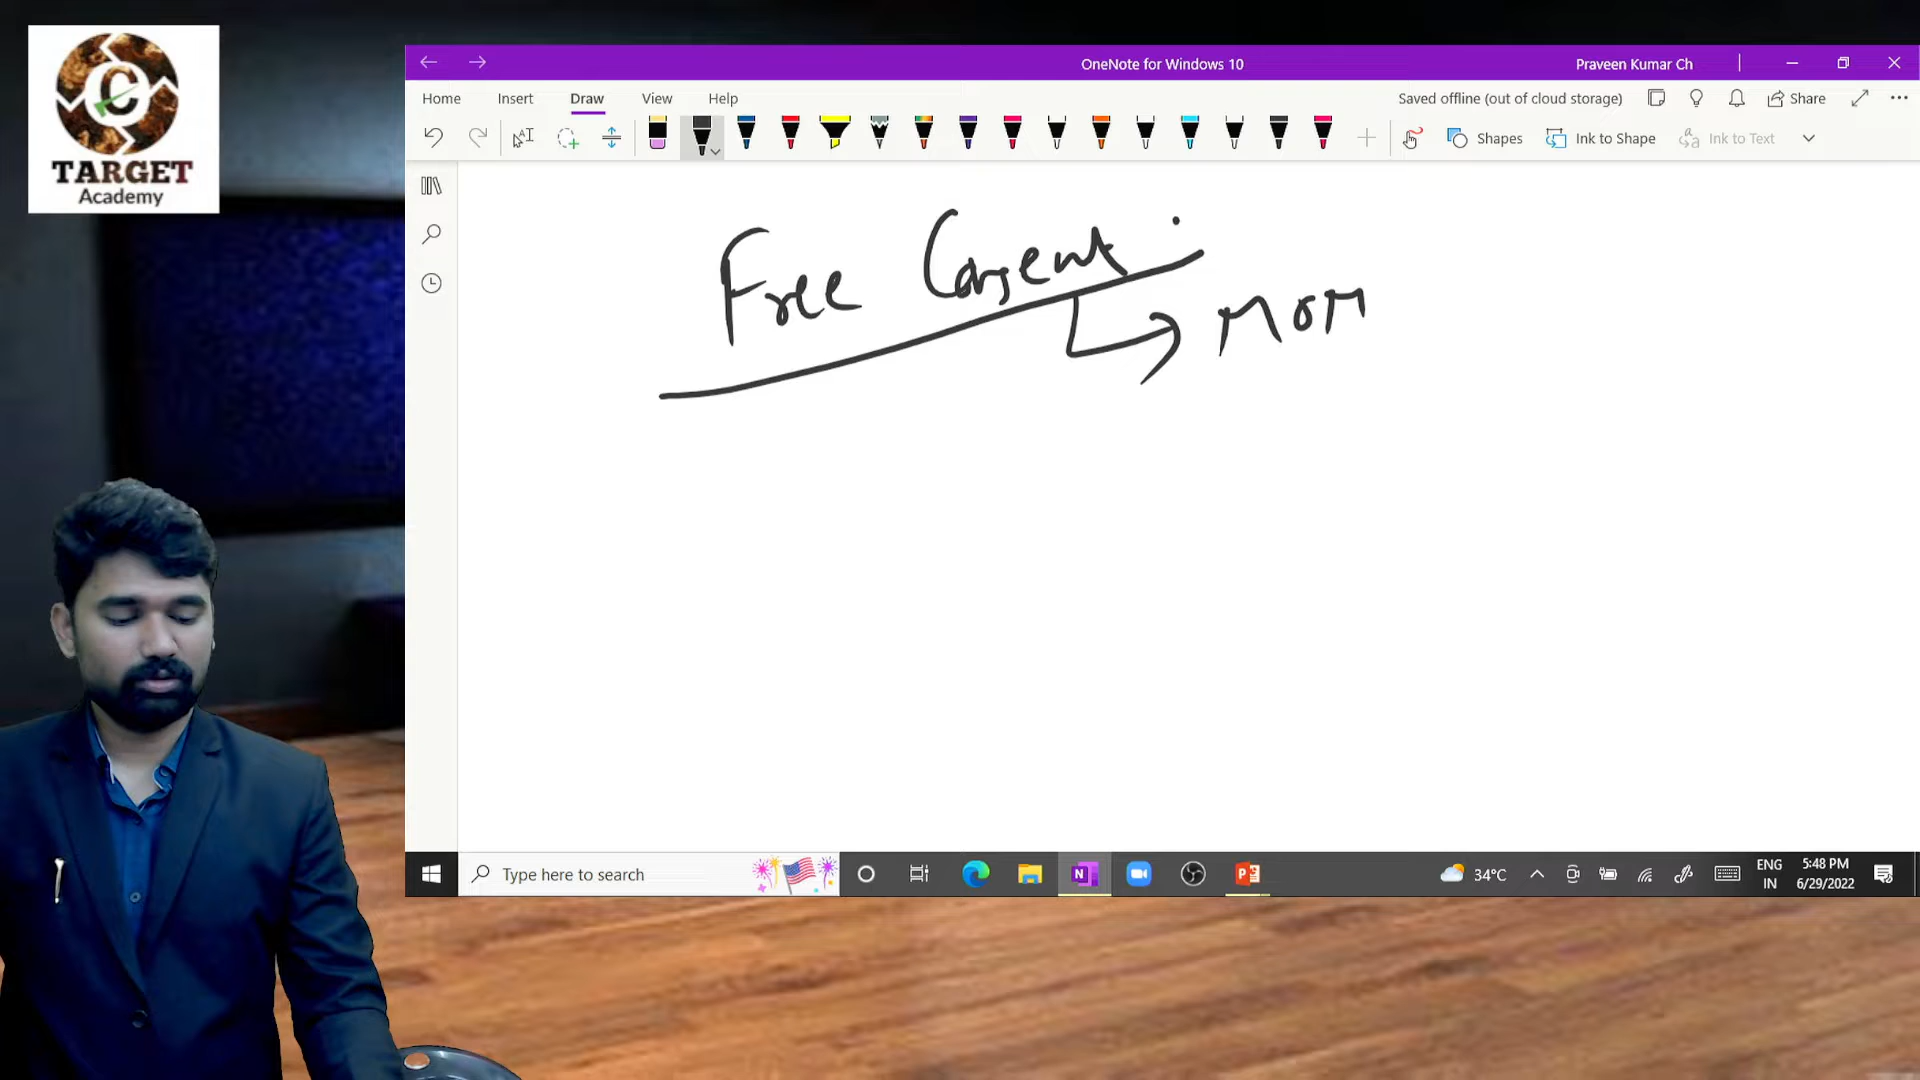 TARGET
Academy
OneNote for Windows 10
Praveen Kumar Ch
Home Insert Draw View Help
Saved offline (out of cloud storage)
Share
Shapes
Ink to Shape
Ink to Text
Free Consent
MOM
Type here to search
N
34°C
ENG
IN
5:48 PM
6/29/2022